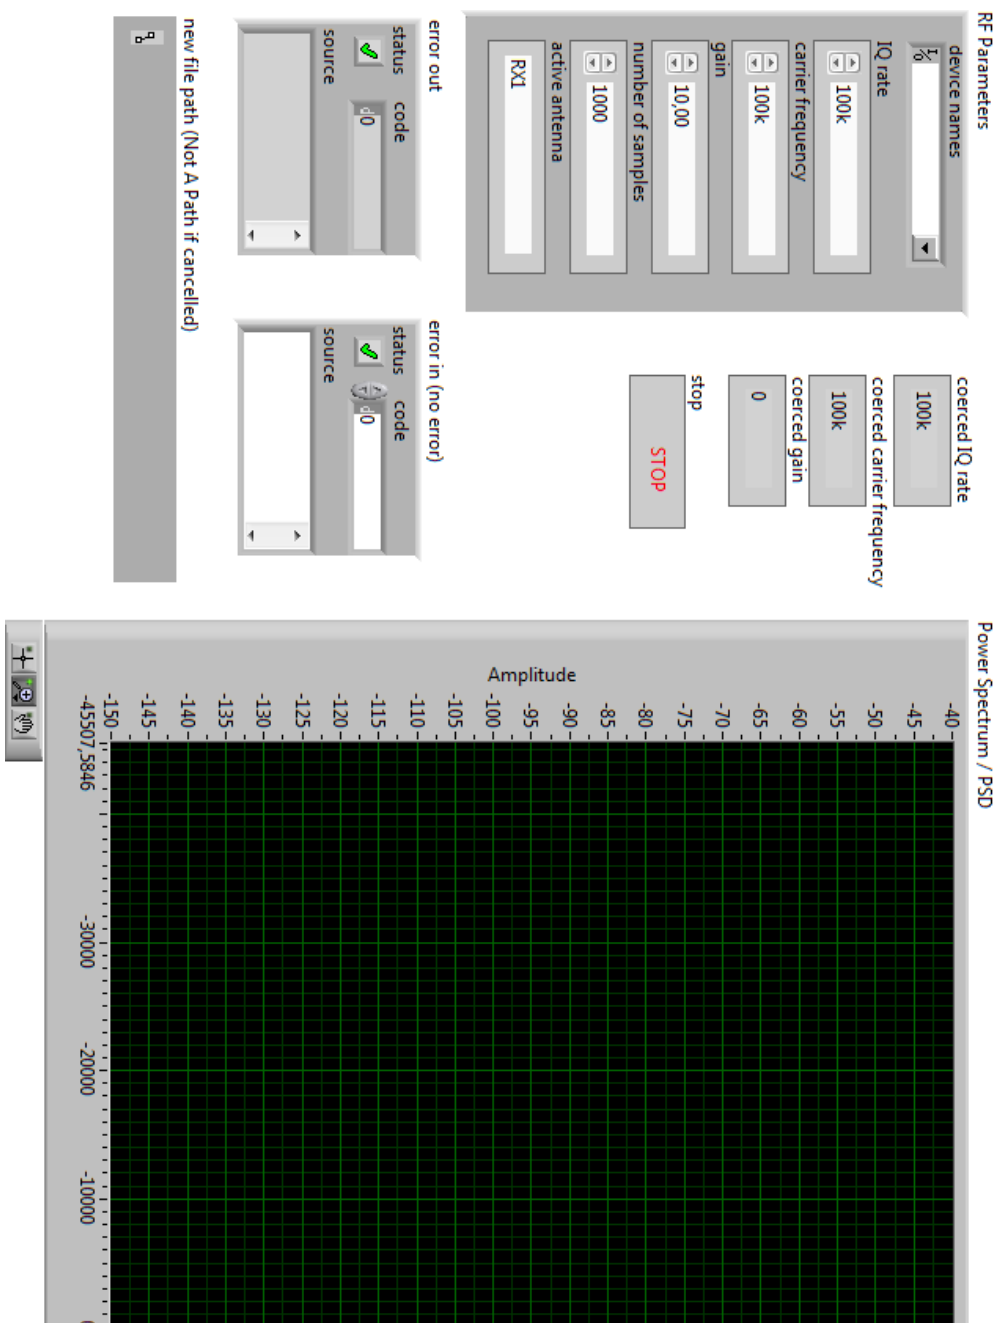 RF Parameters
device names
I/O
IQ rate
100k
carrier frequency
100k
gain
10,00
number of samples
1000
active antenna
RX1
coerced IQ rate
100k
coerced carrier frequency
100k
coerced gain
0
stop
STOP
error out
status code
d0
source
error in (no error)
status code
d0
source
new file path (Not A Path if cancelled)
Power Spectrum / PSD
Amplitude
-40
-45
-50
-55
-60
-65
-70
-75
-80
-85
-90
-95
-100
-105
-110
-115
-120
-125
-130
-135
-140
-145
-150
-45507,5846
-30000
-20000
-10000